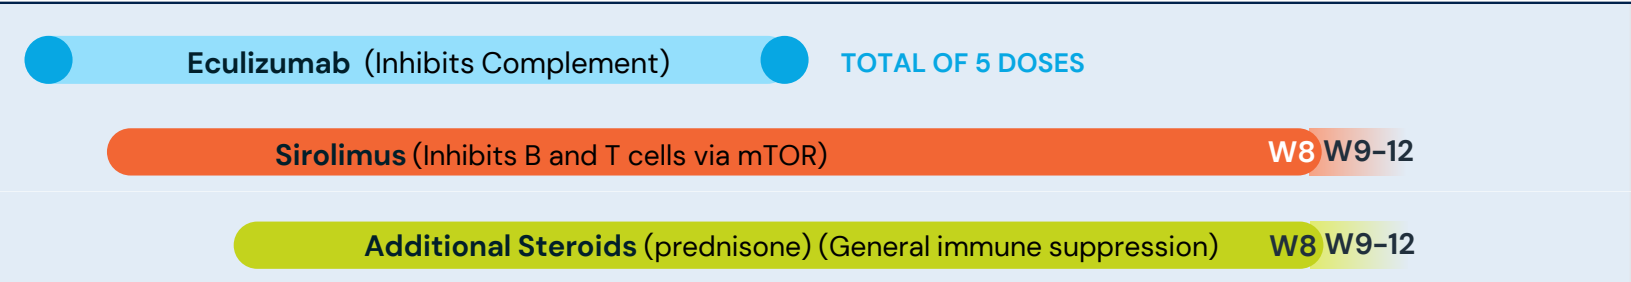 Eculizumab (Inhibits Complement) TOTAL OF 5 DOSES
Sirolimus (Inhibits B and T cells via mTOR) W8 W9–12
Additional Steroids (prednisone) (General immune suppression) W8 W9–12